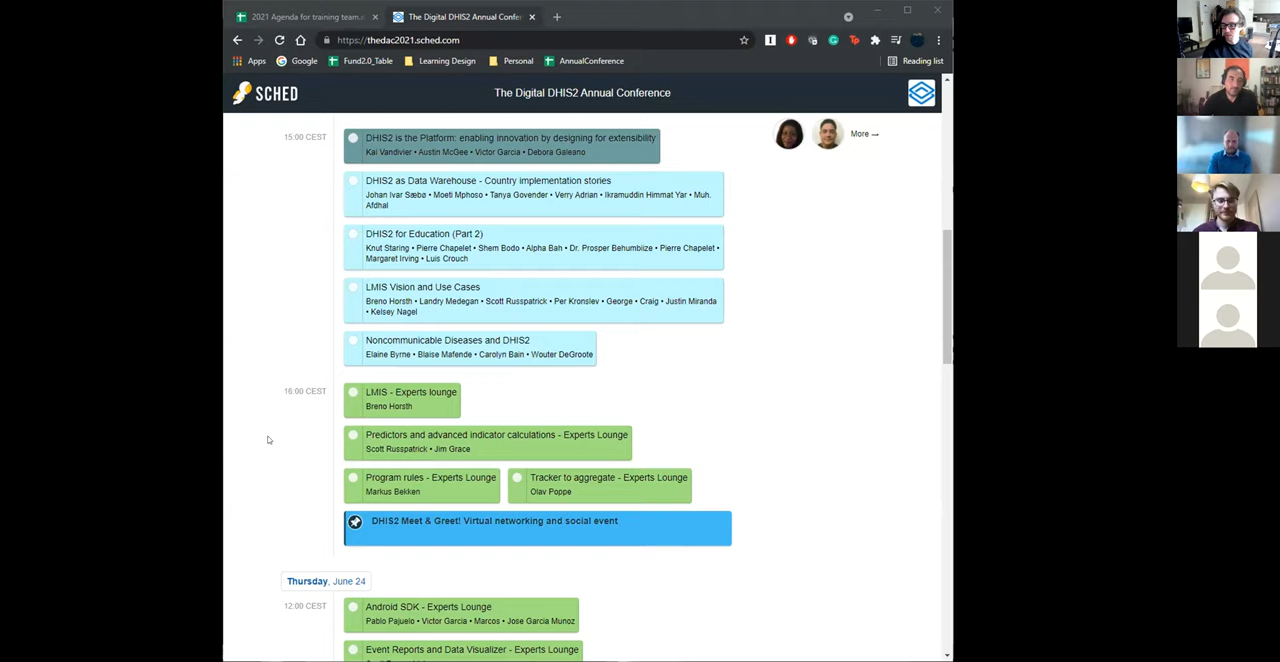 2021 Agenda for training team.
The Digital DHIS2 Annual Confer
https://thedac2021.sched.com
Apps
Google
Fund2.0_Table
Learning Design
Personal
AnnualConference
Reading list
SCHED
The Digital DHIS2 Annual Conference
15:00 CEST
DHIS2 is the Platform: enabling innovation by designing for extensibility
Kai Vandivier • Austin McGee • Victor Garcia • Debora Galeano
More →
DHIS2 as Data Warehouse - Country implementation stories
Johan Ivar Sæbø • Moeti Mphoso • Tanya Govender • Verry Adrian • Ikramuddin Himmat Yar • Muh.
Afdhal
DHIS2 for Education (Part 2)
Knut Staring • Pierre Chapelet • Shem Bodo • Alpha Bah • Dr. Prosper Behumbiize • Pierre Chapelet •
Margaret Irving • Luis Crouch
LMIS Vision and Use Cases
Breno Horsth • Landry Medegan • Scott Russpatrick • Per Kronslev • George • Craig • Justin Miranda
• Kelsey Nagel
Noncommunicable Diseases and DHIS2
Elaine Byrne • Blaise Mafende • Carolyn Bain • Wouter DeGroote
16:00 CEST
LMIS - Experts lounge
Breno Horsth
Predictors and advanced indicator calculations - Experts Lounge
Scott Russpatrick • Jim Grace
Program rules - Experts Lounge
Markus Bekken
Tracker to aggregate - Experts Lounge
Olav Poppe
DHIS2 Meet & Greet! Virtual networking and social event
Thursday, June 24
12:00 CEST
Android SDK - Experts Lounge
Pablo Pajuelo • Victor Garcia • Marcos • Jose Garcia Munoz
Event Reports and Data Visualizer - Experts Lounge